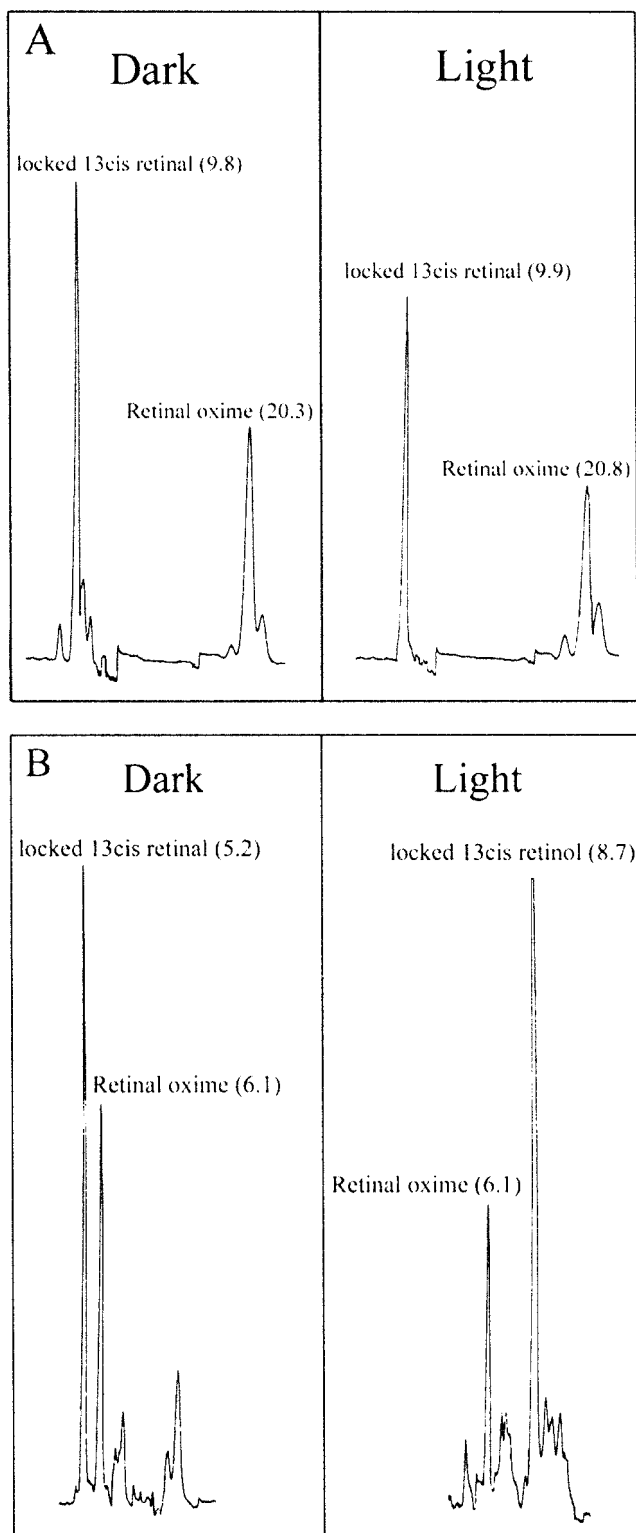 A
Dark
Light
locked 13cis retinal (9.8)
locked 13cis retinal (9.9)
Retinal oxime (20.3)
Retinal oxime (20.8)
B
Dark
Light
locked 13cis retinal (5.2)
locked 13cis retinol (8.7)
Retinal oxime (6.1)
Retinal oxime (6.1)